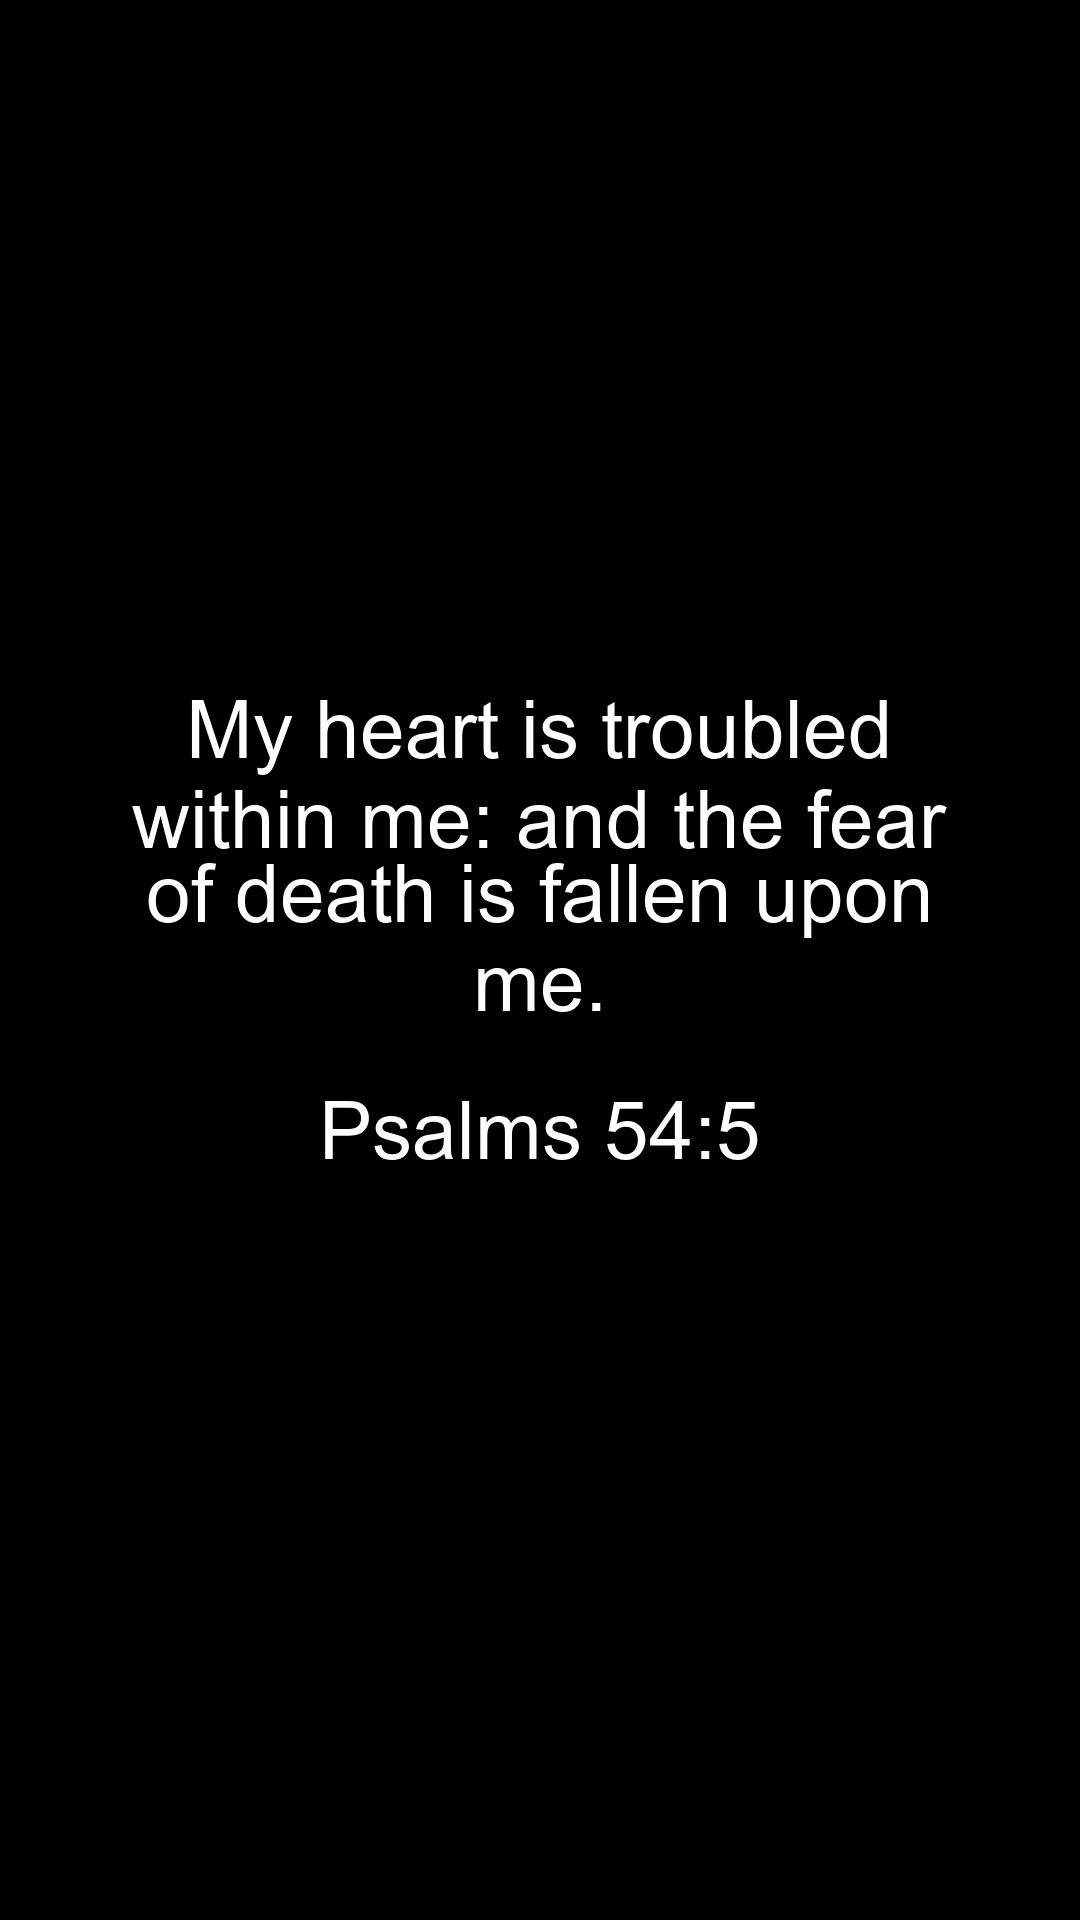 My heart is troubled
within me: and the fear
of death is fallen upon
me.
Psalms 54:5